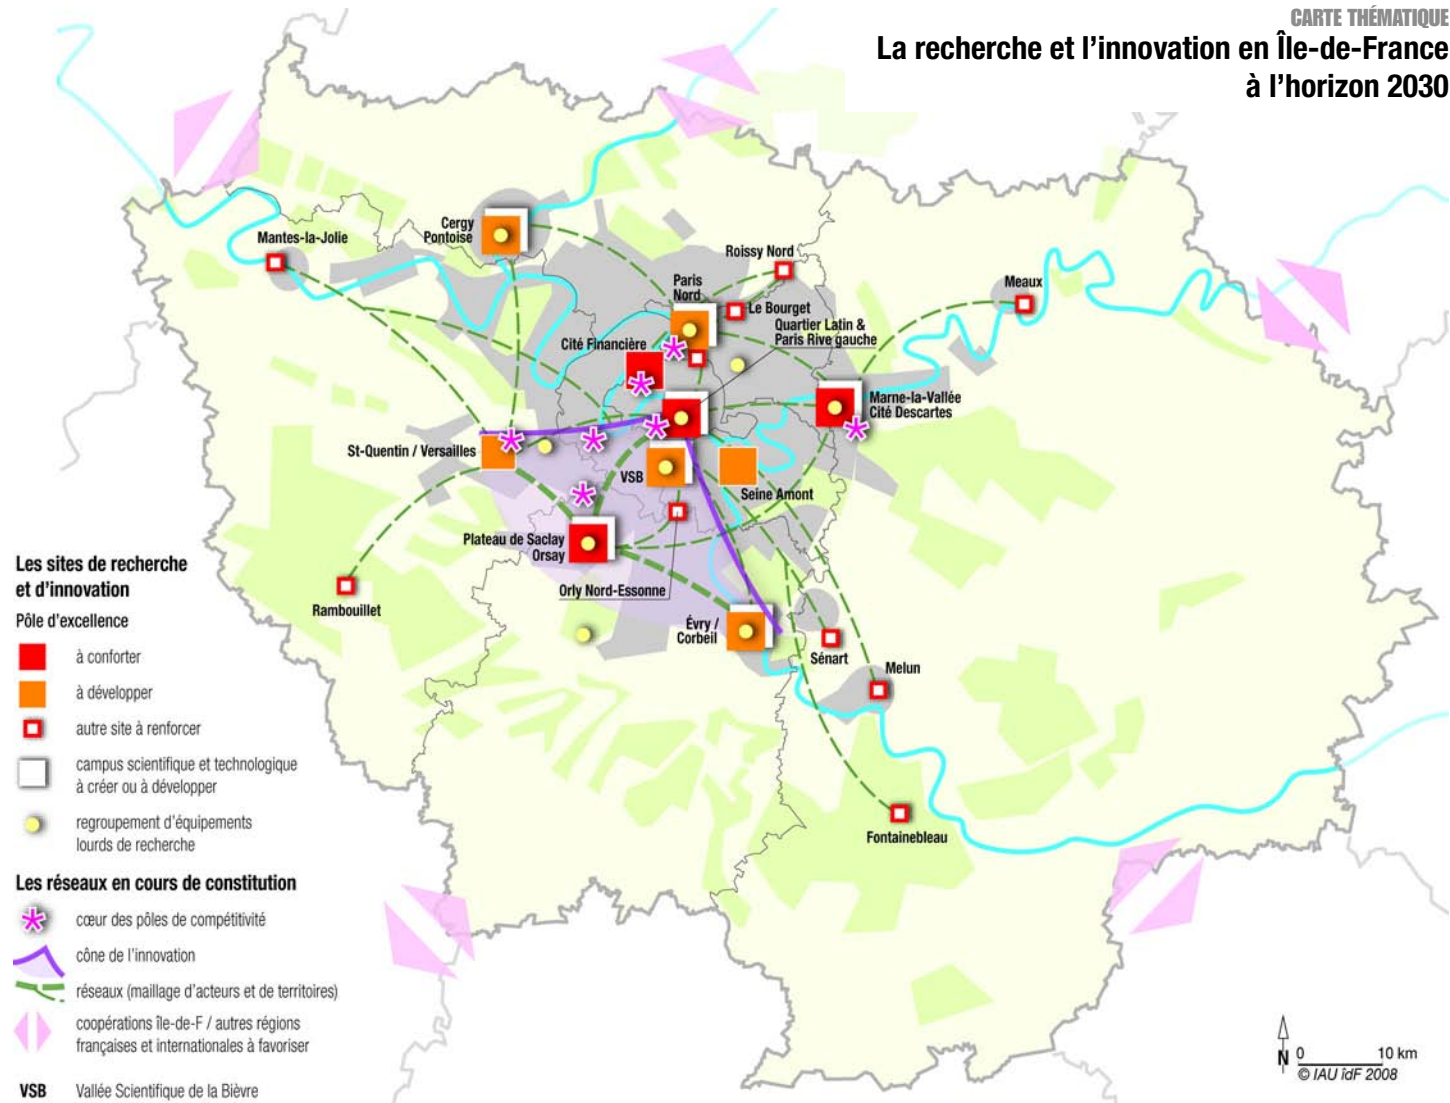 CARTE THÉMATIQUE
La recherche et l'innovation en Île-de-France
à l'horizon 2030
Cergy
Pontoise
Mantes-la-Jolie
Roissy Nord
Paris
Nord
Meaux
Le Bourget
Quartier Latin &
Paris Rive gauche
Cité Financière
Marne-la-Vallée
Cité Descartes
St-Quentin / Versailles
VSB
Seine Amont
Plateau de Saclay
Orsay
Orly Nord-Essonne
Rambouillet
Évry /
Corbeil
Sénart
Melun
Fontainebleau
Les sites de recherche
et d'innovation
Pôle d'excellence
à conforter
à développer
autre site à renforcer
campus scientifique et technologique
à créer ou à développer
regroupement d'équipements
lourds de recherche
Les réseaux en cours de constitution
cœur des pôles de compétitivité
cône de l'innovation
réseaux (maillage d'acteurs et de territoires)
coopérations île-de-F / autres régions
françaises et internationales à favoriser
VSB Vallée Scientifique de la Bièvre
N
0 10 km
© IAU îdF 2008